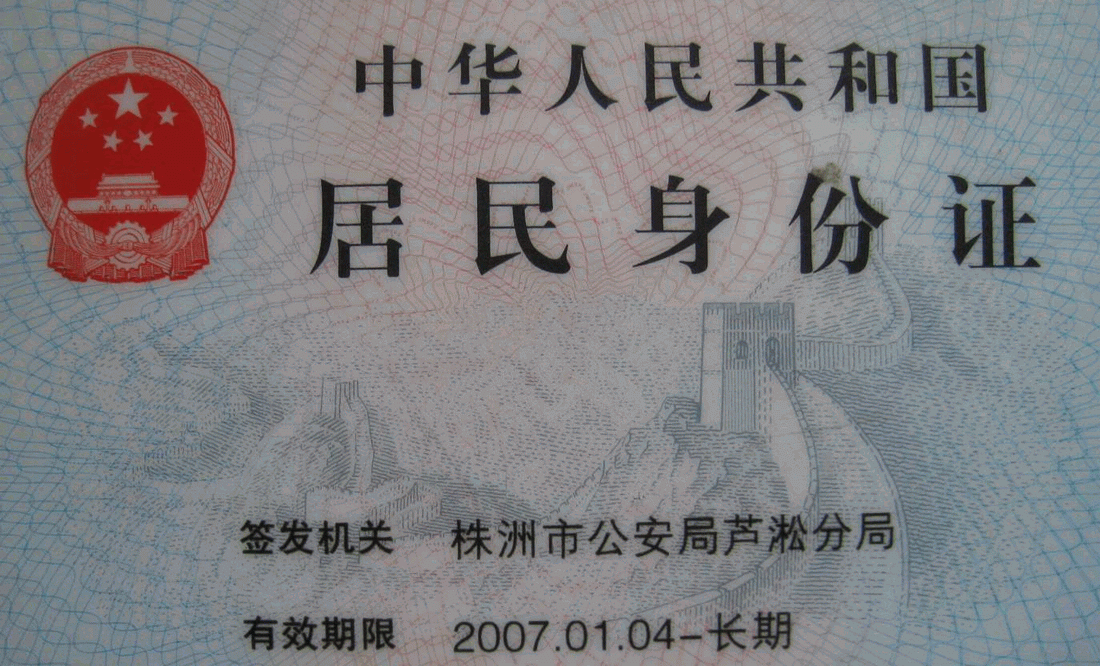 中华人民共和国
居民身份证
签发机关 株洲市公安局芦淞分局
有效期限 2007.01.04-长期